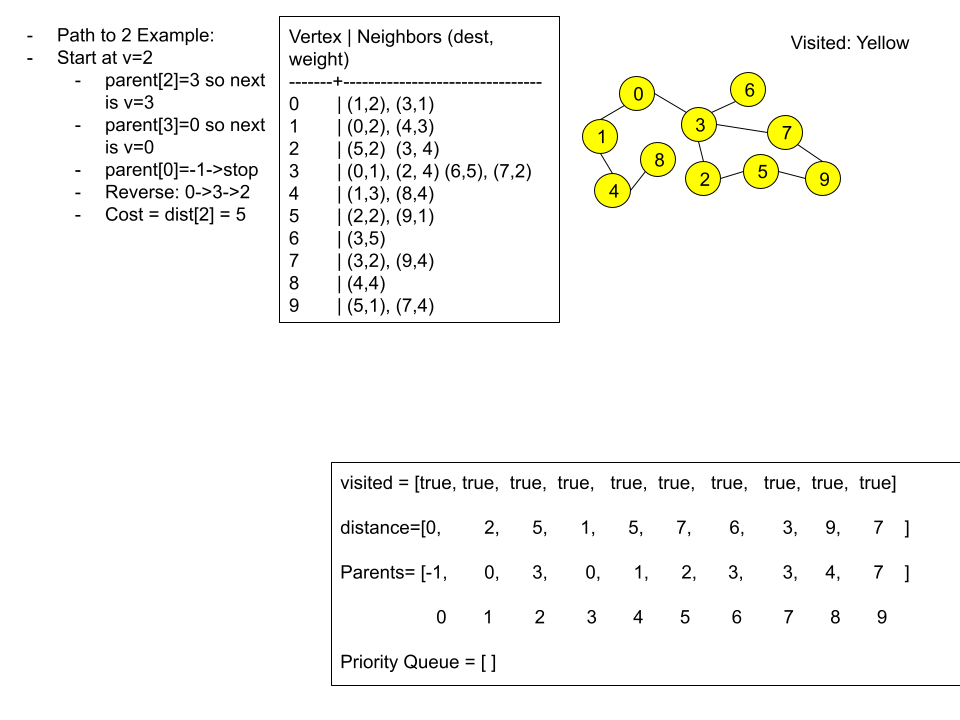 - Path to 2 Example:
- Start at v=2
- parent[2]=3 so next
is v=3
- parent[3]=0 so next
is v=0
- parent[0]=-1->stop
- Reverse: 0->3->2
- Cost = dist[2] = 5
Vertex | Neighbors (dest,
weight)
-------+---------------------------------
0 | (1,2), (3,1)
1 | (0,2), (4,3)
2 | (5,2) (3, 4)
3 | (0,1), (2, 4) (6,5), (7,2)
4 | (1,3), (8,4)
5 | (2,2), (9,1)
6 | (3,5)
7 | (3,2), (9,4)
8 | (4,4)
9 | (5,1), (7,4)
Visited: Yellow
0
6
1
3
7
8
4
2
5
9
visited = [true, true, true, true, true, true, true, true, true, true]
distance=[0, 2, 5, 1, 5, 7, 6, 3, 9, 7 ]
Parents= [-1, 0, 3, 0, 1, 2, 3, 3, 4, 7 ]
0 1 2 3 4 5 6 7 8 9
Priority Queue = [ ]